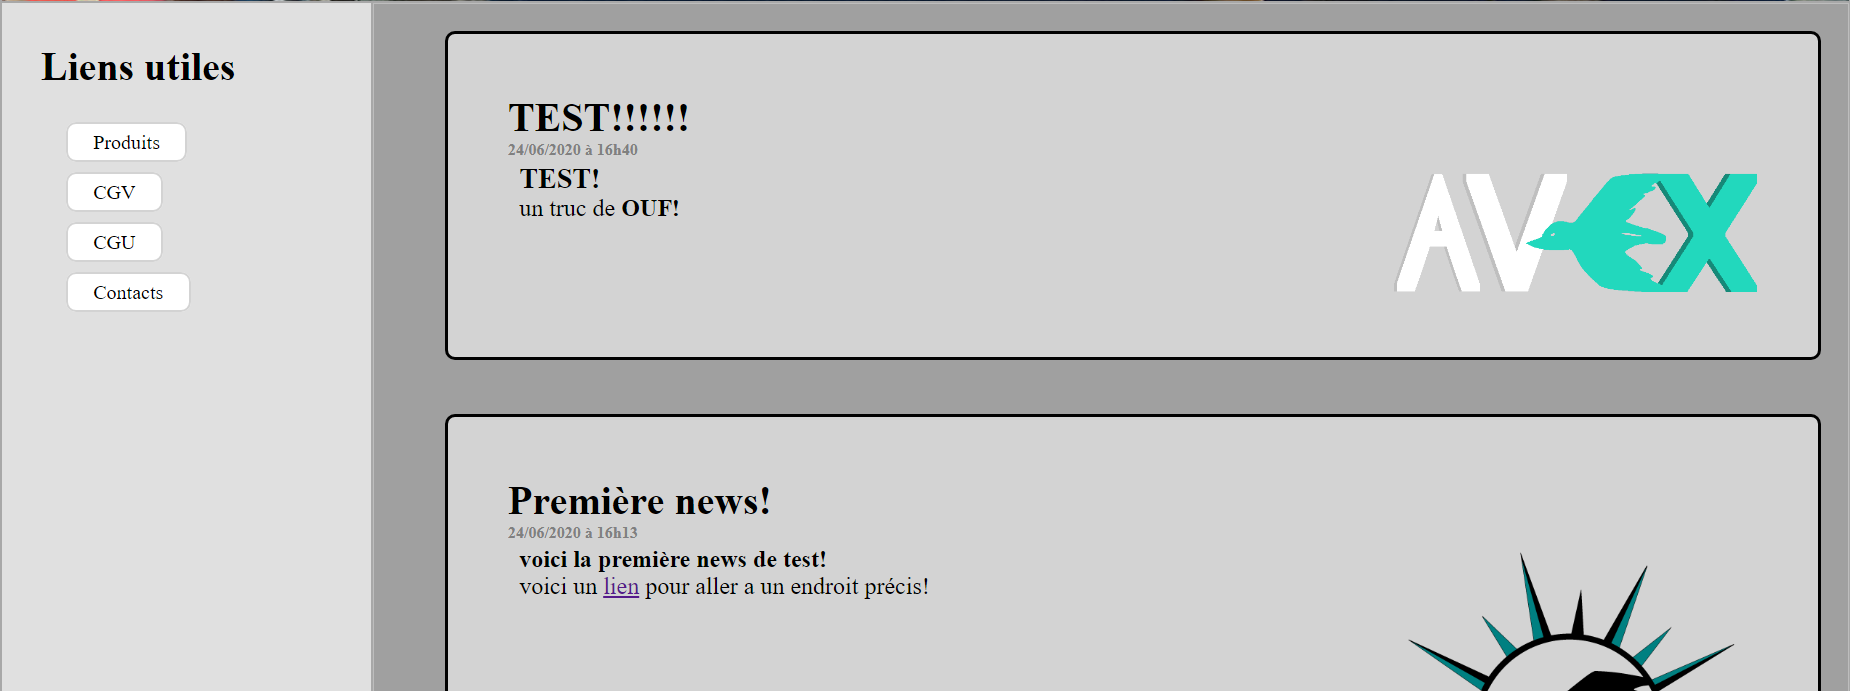 Liens utiles
Produits
CGV
CGU
Contacts
TEST!!!!!!
24/06/2020 à 16h40
TEST!
un truc de OUF!
AVEX
Première news!
24/06/2020 à 16h13
voici la première news de test!
voici un lien pour aller a un endroit précis!